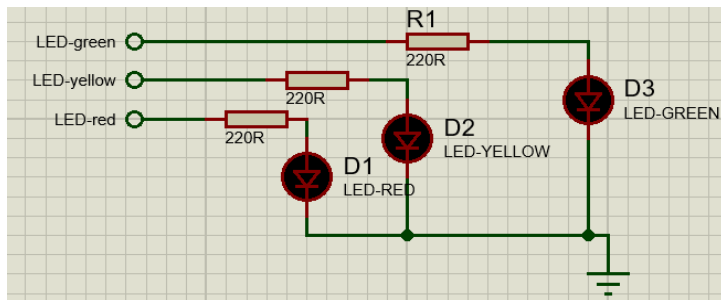 R1
LED-green
220R
D3
LED-GREEN
LED-yellow
220R
D2
LED-YELLOW
LED-red
220R
D1
LED-RED